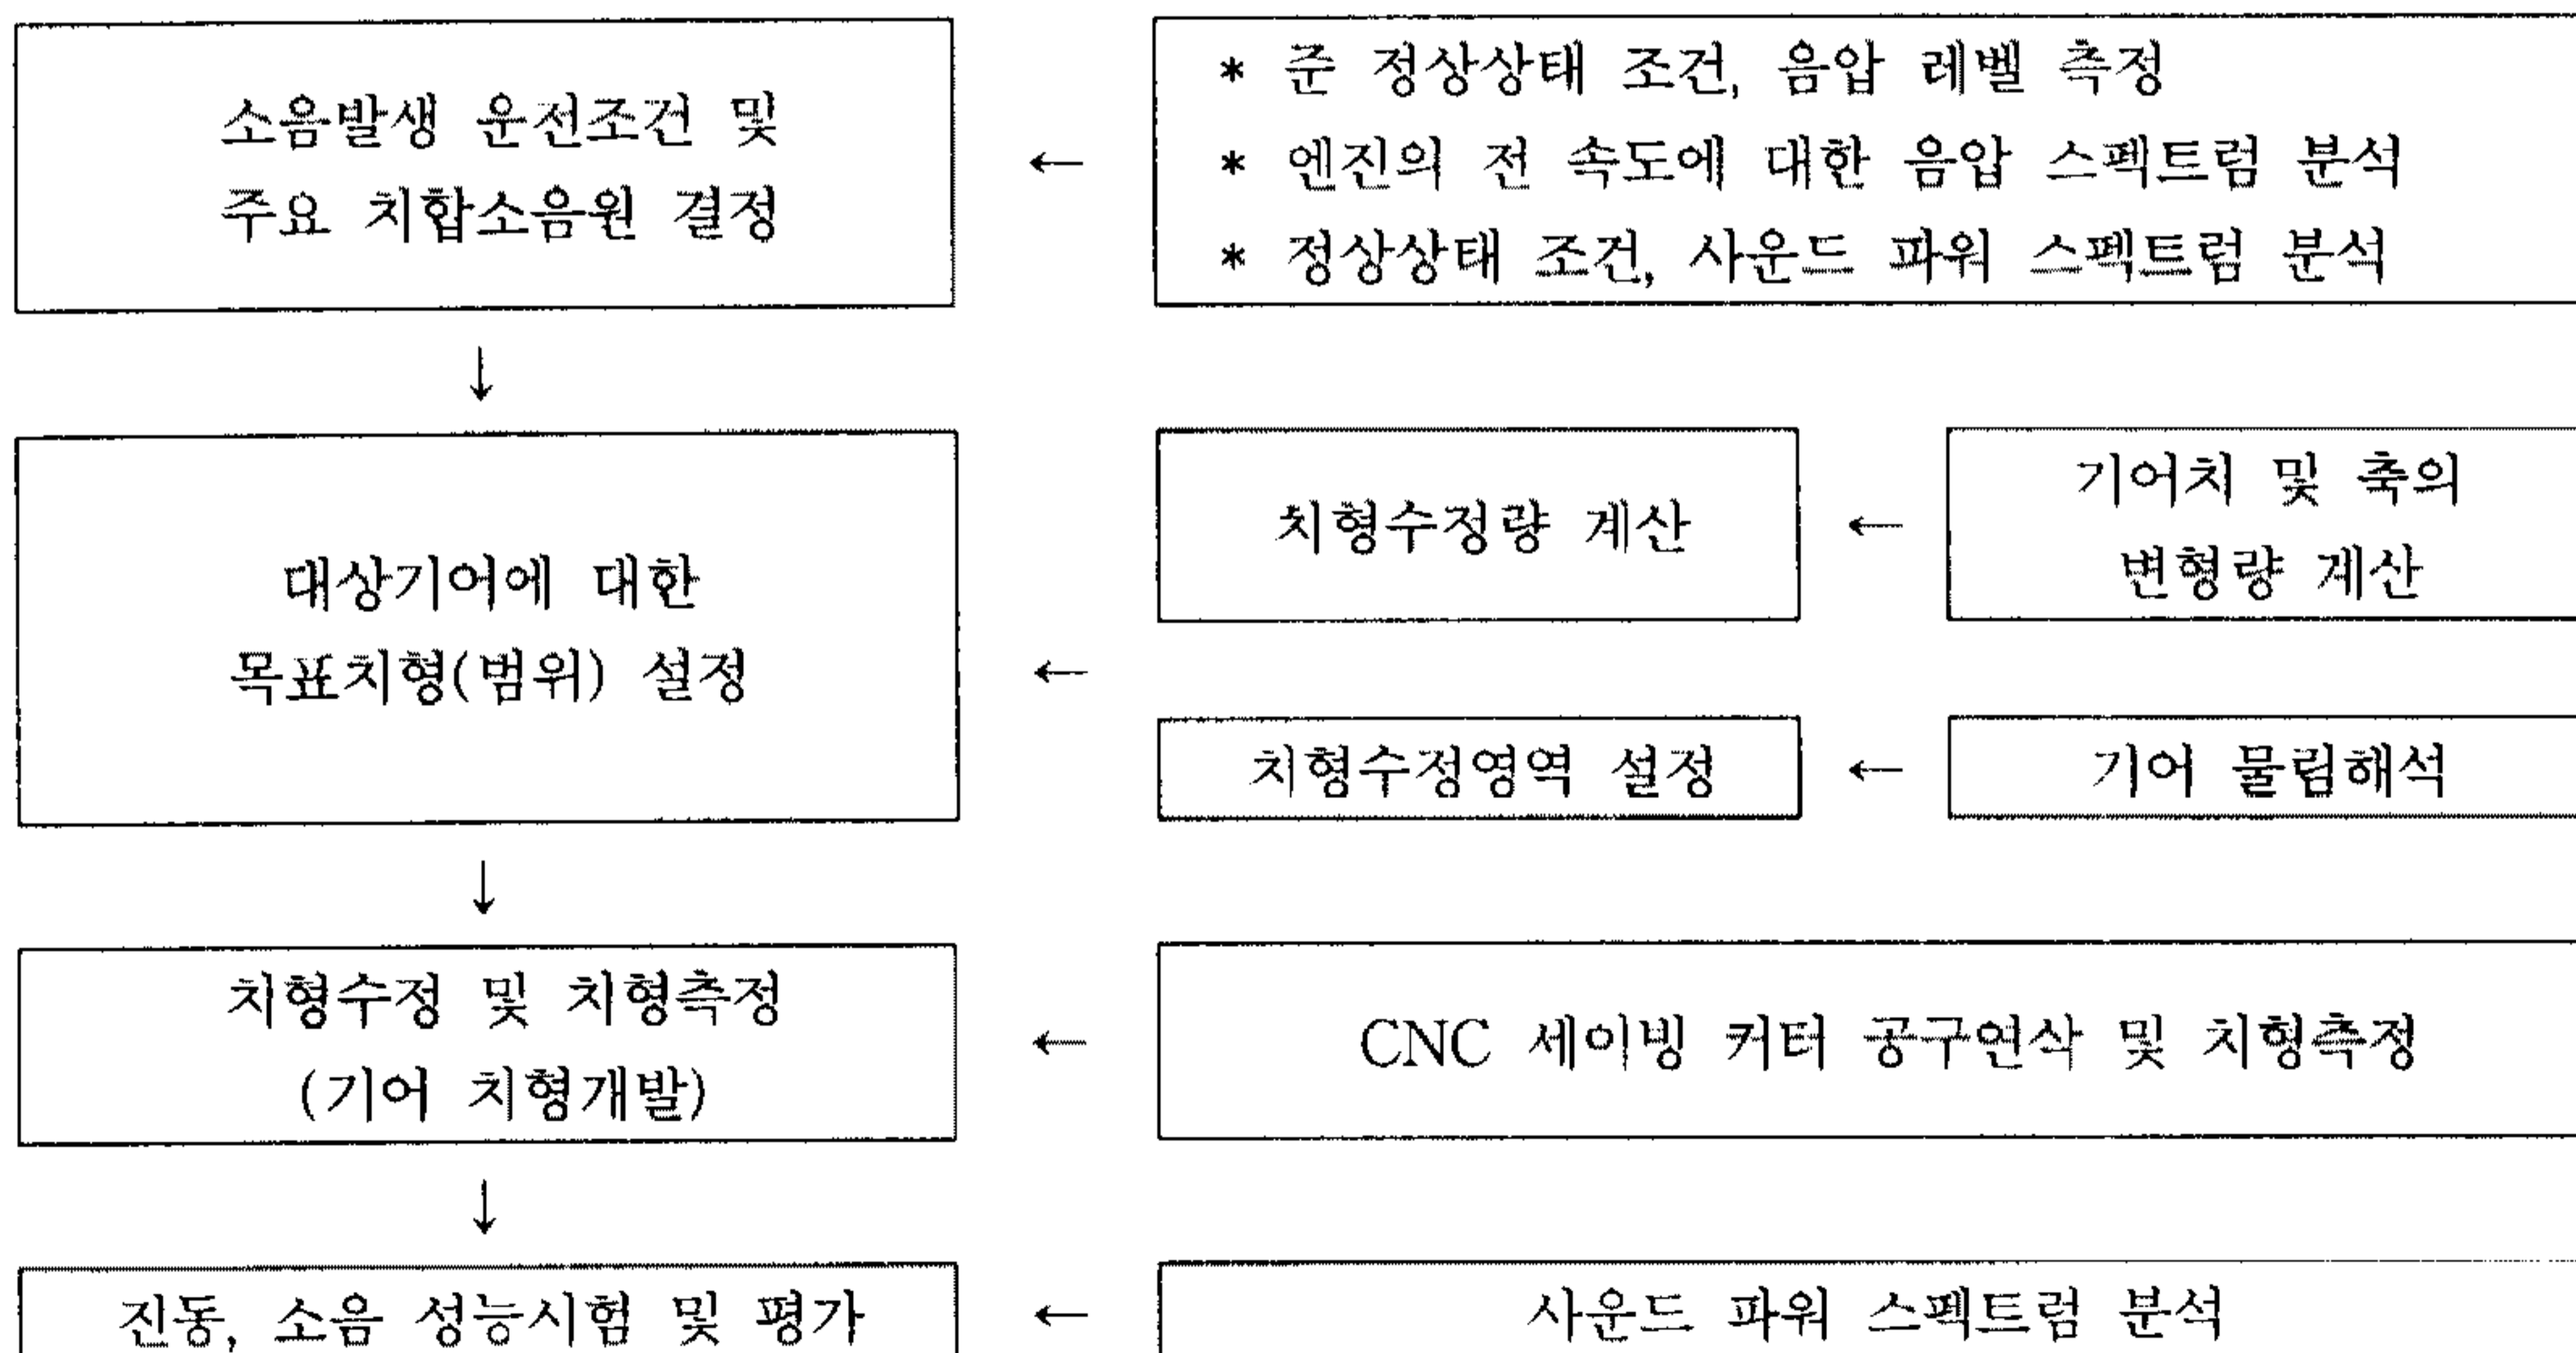 소음발생 운전조건 및
주요 치합소음원 결정
←
* 준 정상상태 조건, 음압 레벨 측정
* 엔진의 전 속도에 대한 음압 스펙트럼 분석
* 정상상태 조건, 사운드 파워 스펙트럼 분석
↓
대상기어에 대한
목표치형(범위) 설정
←
치형수정량 계산
←
기어치 및 축의
변형량 계산
치형수정영역 설정
←
기어 물림해석
↓
치형수정 및 치형측정
(기어 치형개발)
←
CNC 세이빙 커터 공구연삭 및 치형측정
↓
진동, 소음 성능시험 및 평가
←
사운드 파워 스펙트럼 분석